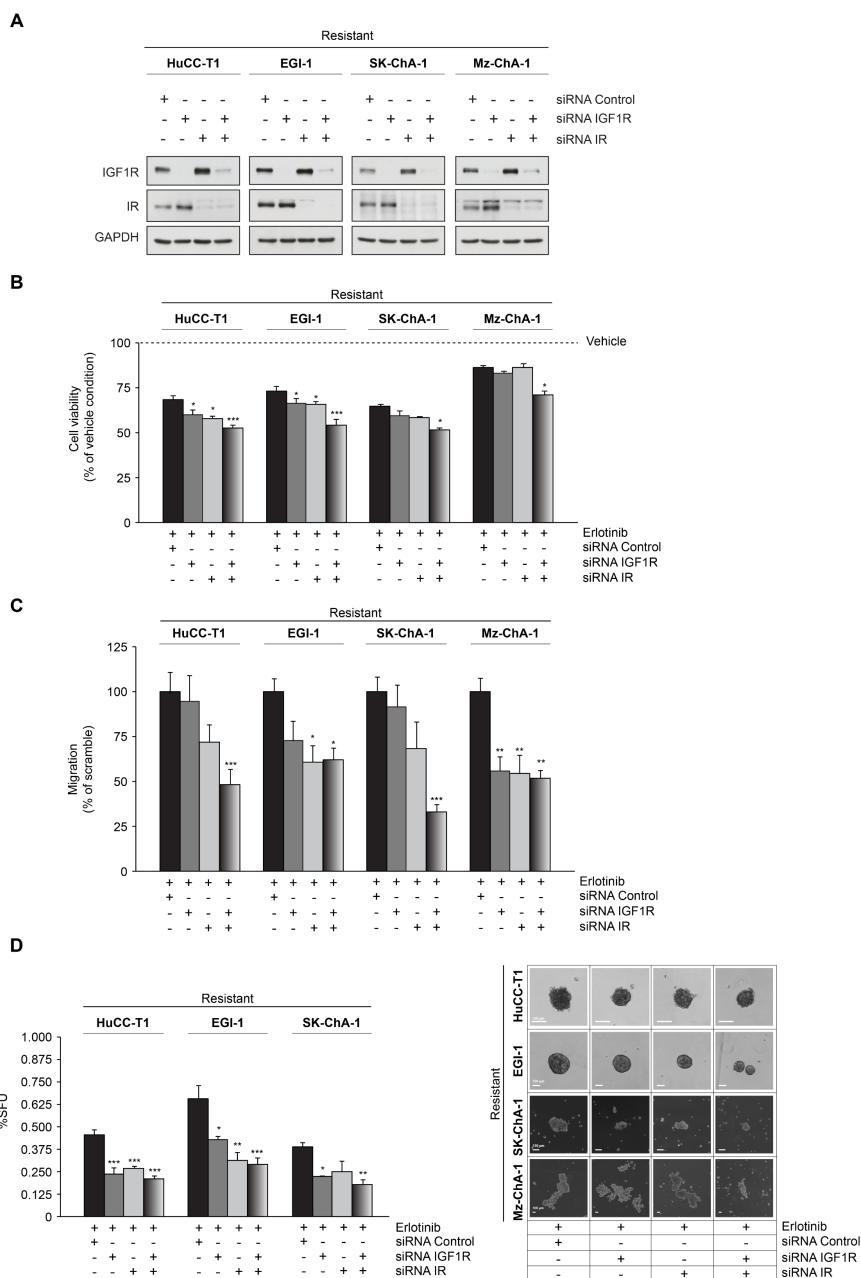 A
Resistant
HuCC-T1 EGI-1 SK-ChA-1 Mz-ChA-1
+ - - - + - - - + - - - + - - - siRNA Control
- + - + - + - + - + - + - + - + siRNA IGF1R
- - + + - - + + - - + + - - + + siRNA IR
IGF1R
IR
GAPDH
B
Resistant
HuCC-T1 EGI-1 SK-ChA-1 Mz-ChA-1
Cell viability
(% of vehicle condition)
100
75
50
25
0
Vehicle
* * *** * * *** * *
+ + + + + + + + + + + + + + + + Erlotinib
+ - - - + - - - + - - - + - - - siRNA Control
- + - + - + - + - + - + - + - + siRNA IGF1R
- - + + - - + + - - + + - - + + siRNA IR
C
Resistant
HuCC-T1 EGI-1 SK-ChA-1 Mz-ChA-1
Migration
(% of scramble)
125
100
75
50
25
0
*** * * *** ** ** **
+ + + + + + + + + + + + + + + + Erlotinib
+ - - - + - - - + - - - + - - - siRNA Control
- + - + - + - + - + - + - + - + siRNA IGF1R
- - + + - - + + - - + + - - + + siRNA IR
D
Resistant
HuCC-T1 EGI-1 SK-ChA-1
%SFU
1.000
0.875
0.750
0.625
0.500
0.375
0.250
0.125
0
*** *** *** * ** *** * **
+ + + + + + + + + + + + Erlotinib
+ - - - + - - - + - - - siRNA Control
- + - + - + - + - + - + siRNA IGF1R
- - + + - - + + - - + + siRNA IR
Resistant
HuCC-T1
EGI-1
SK-ChA-1
Mz-ChA-1
+ + + + Erlotinib
+ - - - siRNA Control
- + - + siRNA IGF1R
- - + + siRNA IR